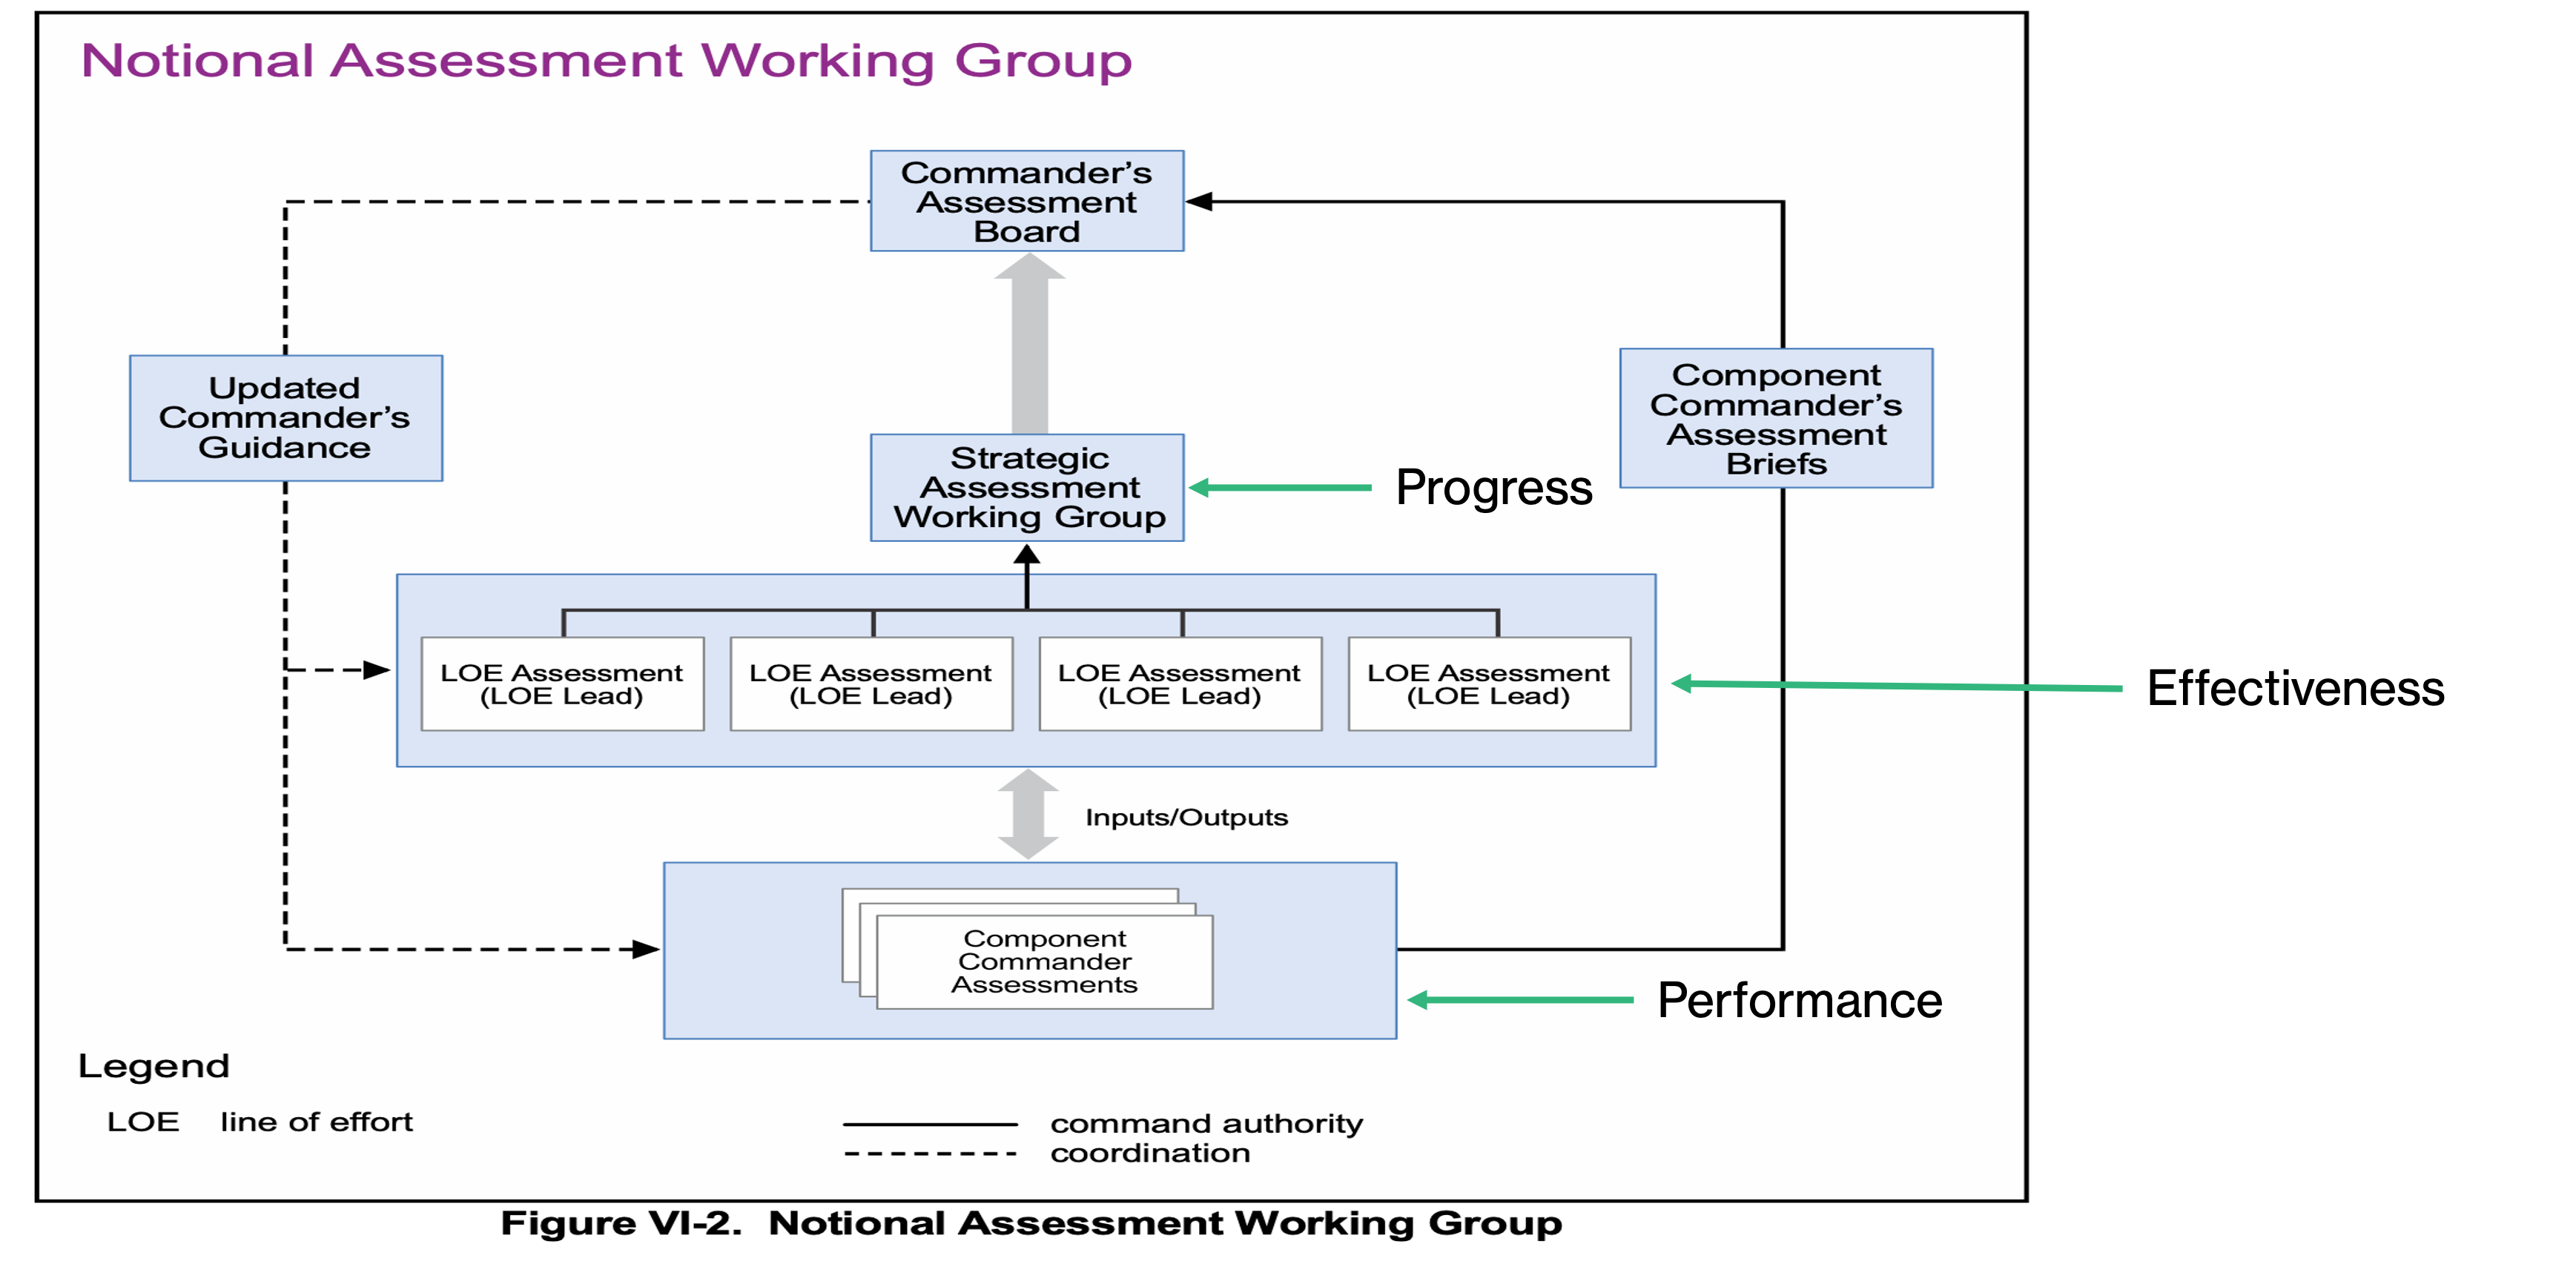 Notional Assessment Working Group
Commander’s
Assessment
Board
Updated
Commander’s
Guidance
Component
Commander’s
Assessment
Briefs
Strategic
Assessment
Working Group
Progress
LOE Assessment
(LOE Lead)
LOE Assessment
(LOE Lead)
LOE Assessment
(LOE Lead)
LOE Assessment
(LOE Lead)
Effectiveness
Inputs/Outputs
Component
Commander
Assessments
Performance
Legend
LOE line of effort
command authority
coordination
Figure VI-2. Notional Assessment Working Group